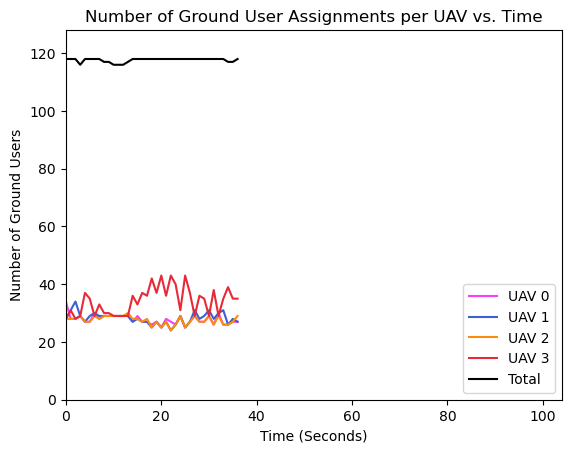 Number of Ground User Assignments per UAV vs. Time
Number of Ground Users
120
100
80
60
40
20
0
0 20 40 60 80 100
Time (Seconds)
UAV 0
UAV 1
UAV 2
UAV 3
Total